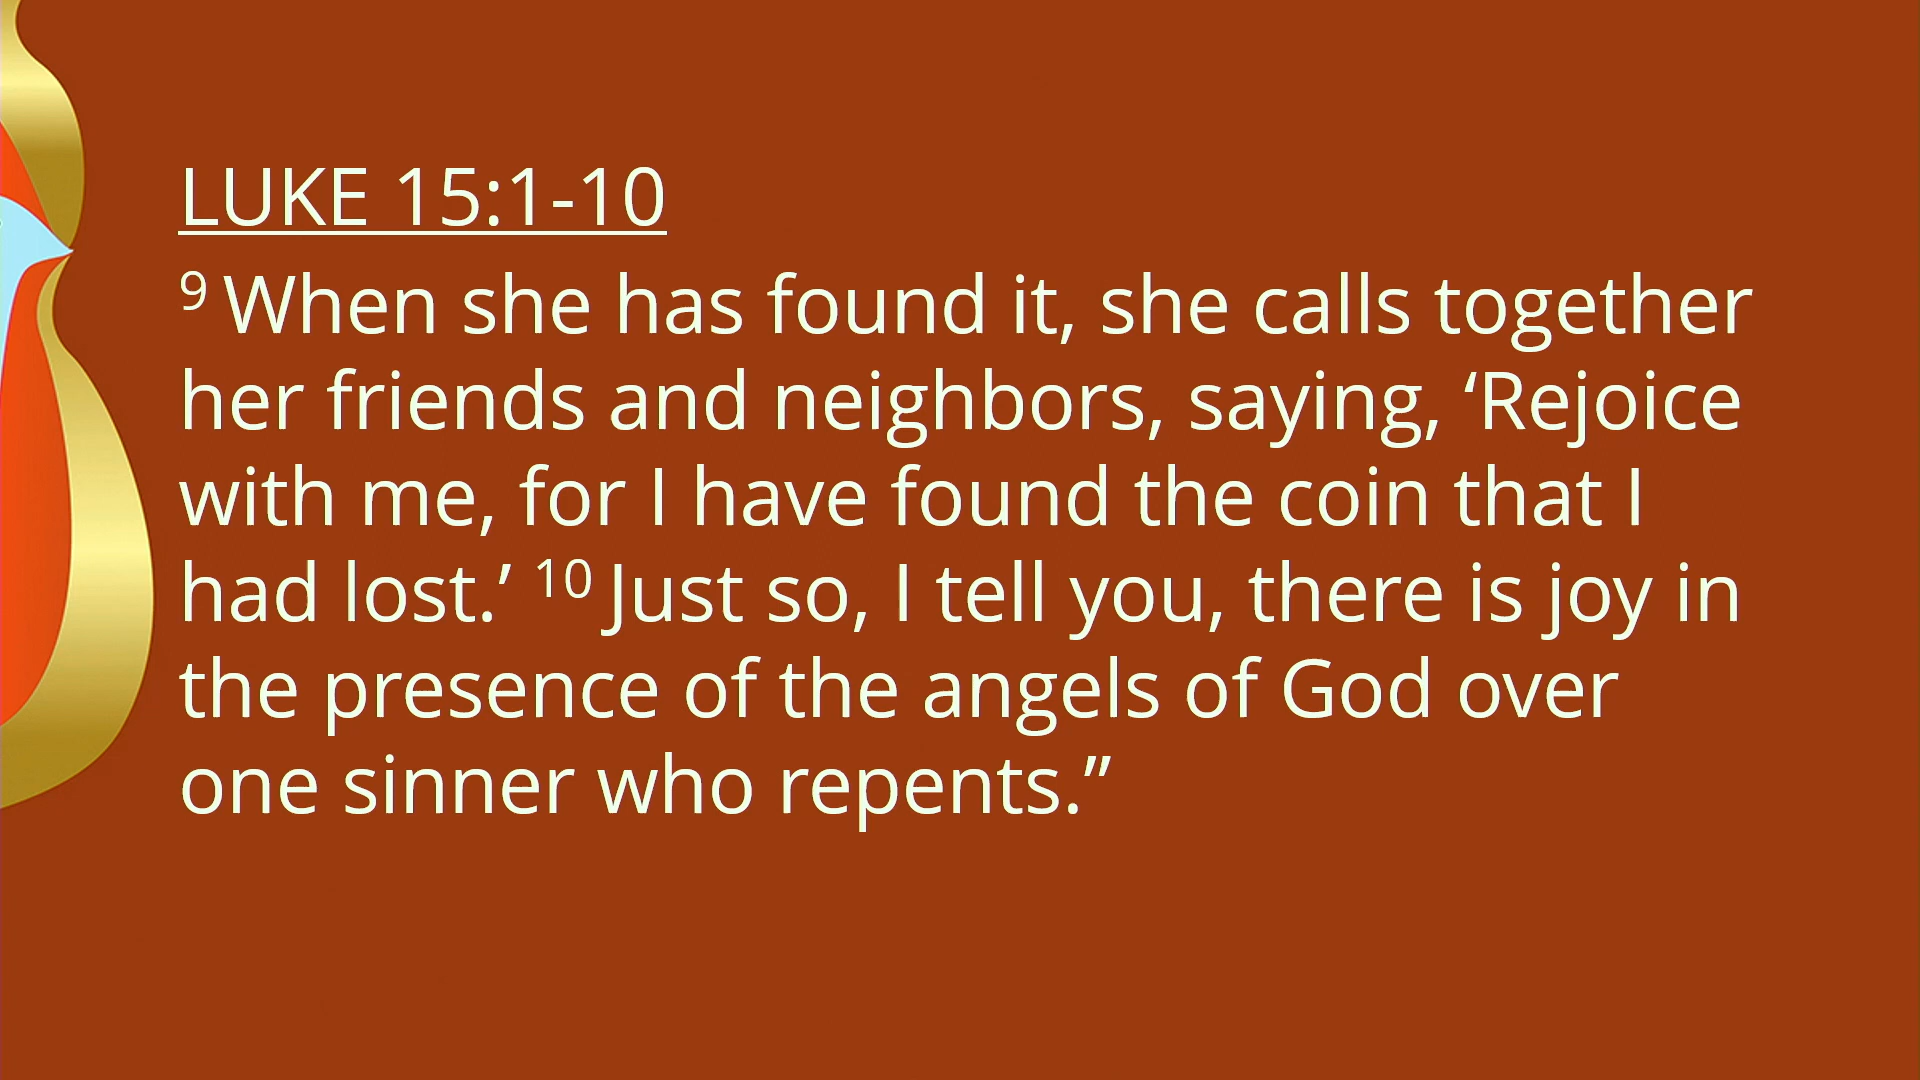 LUKE 15:1-10
9 When she has found it, she calls together
her friends and neighbors, saying, ‘Rejoice
with me, for I have found the coin that I
had lost.’ 10 Just so, I tell you, there is joy in
the presence of the angels of God over
one sinner who repents.”